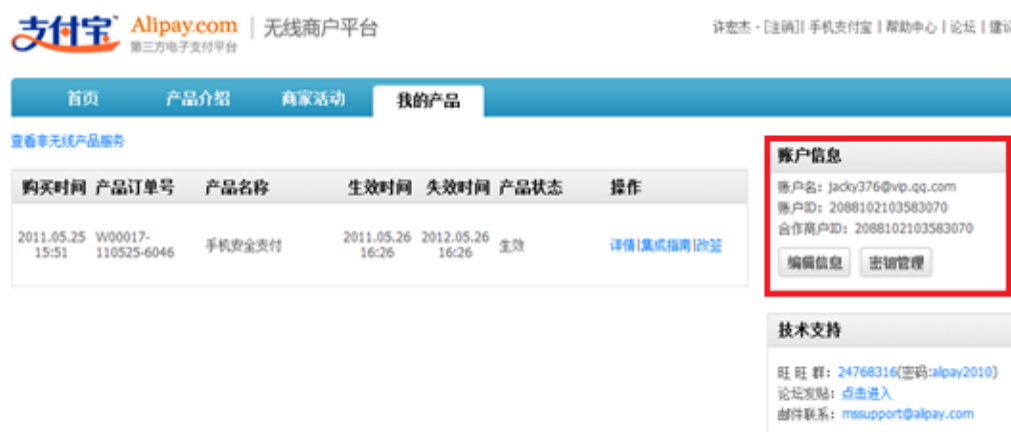 支付宝 Alipay.com | 无线商户平台
第三方电子支付平台
许宏杰 - [注销]| 手机支付宝 | 帮助中心 | 论坛 | 建议
首页 产品介绍 商家活动 我的产品
查看非无线产品服务
购买时间 产品订单号 产品名称 生效时间 失效时间 产品状态 操作
2011.05.25 W00017- 2011.05.26 2012.05.26
手机安全支付 生效 详情|集成指南|改签
15:51 110525-6046 16:26 16:26
账户信息
账户名: jacky376@vip.qq.com
账户ID: 2088102103583070
合作商户ID: 2088102103583070
编辑信息 密钥管理
技术支持
旺 旺 群: 24768316(密码:alipay2010)
论坛发贴: 点击进入
邮件联系: mssupport@alipay.com